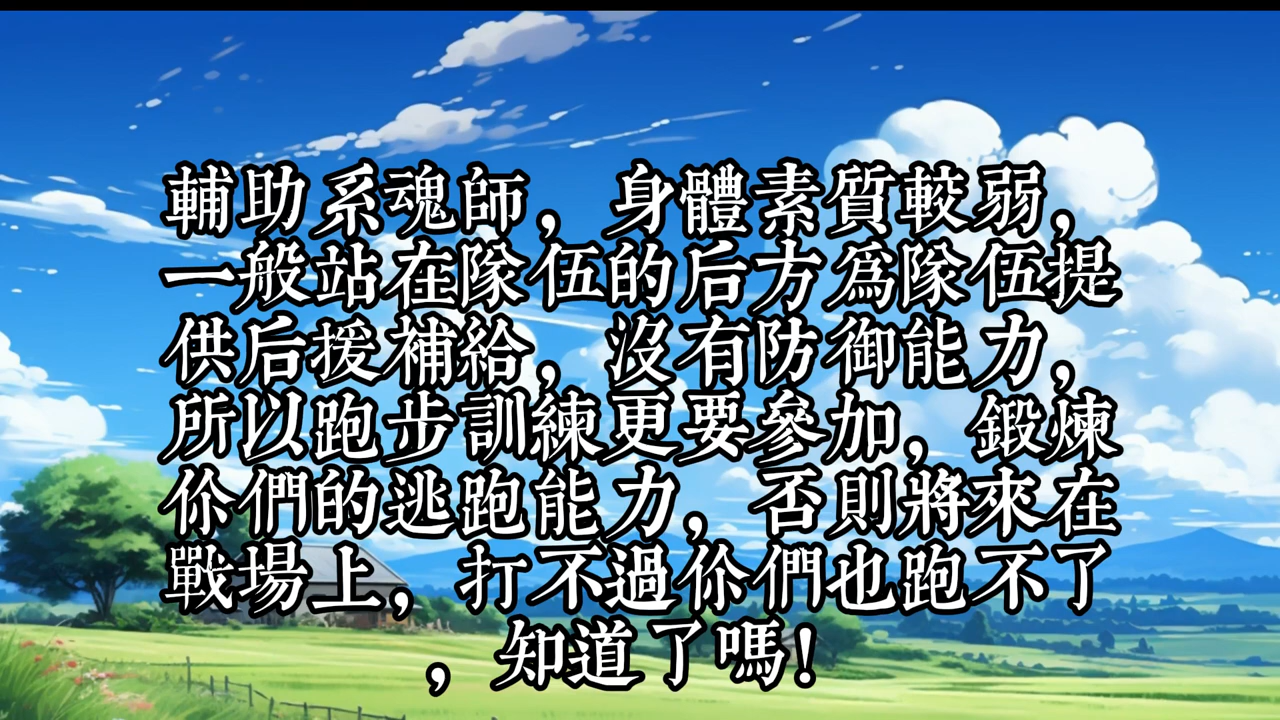 輔助系魂師，身體素質較弱，
一般站在隊伍的后方爲隊伍提
供后援補給，沒有防御能力，
所以跑步訓練更要參加，鍛煉
伱們的逃跑能力，否則將來在
戰場上，打不過伱們也跑不了
，知道了嗎！